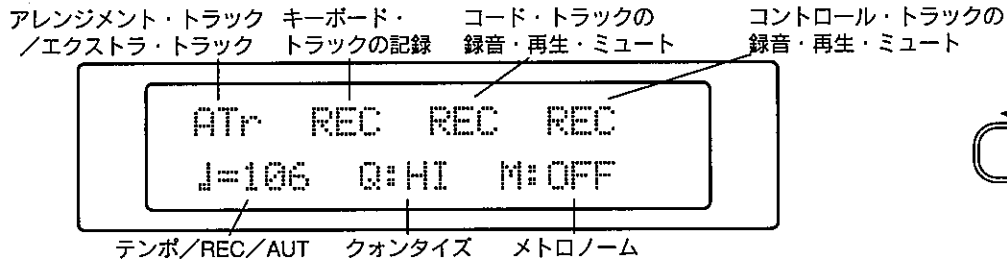 アレンジメント・トラック
／エクストラ・トラック
キーボード・
トラックの記録
コード・トラックの
録音・再生・ミュート
コントロール・トラックの
録音・再生・ミュート
ATr REC REC REC
♩=106 Q:HI M:OFF
テンポ／REC／AUT
クォンタイズ
メトロノーム